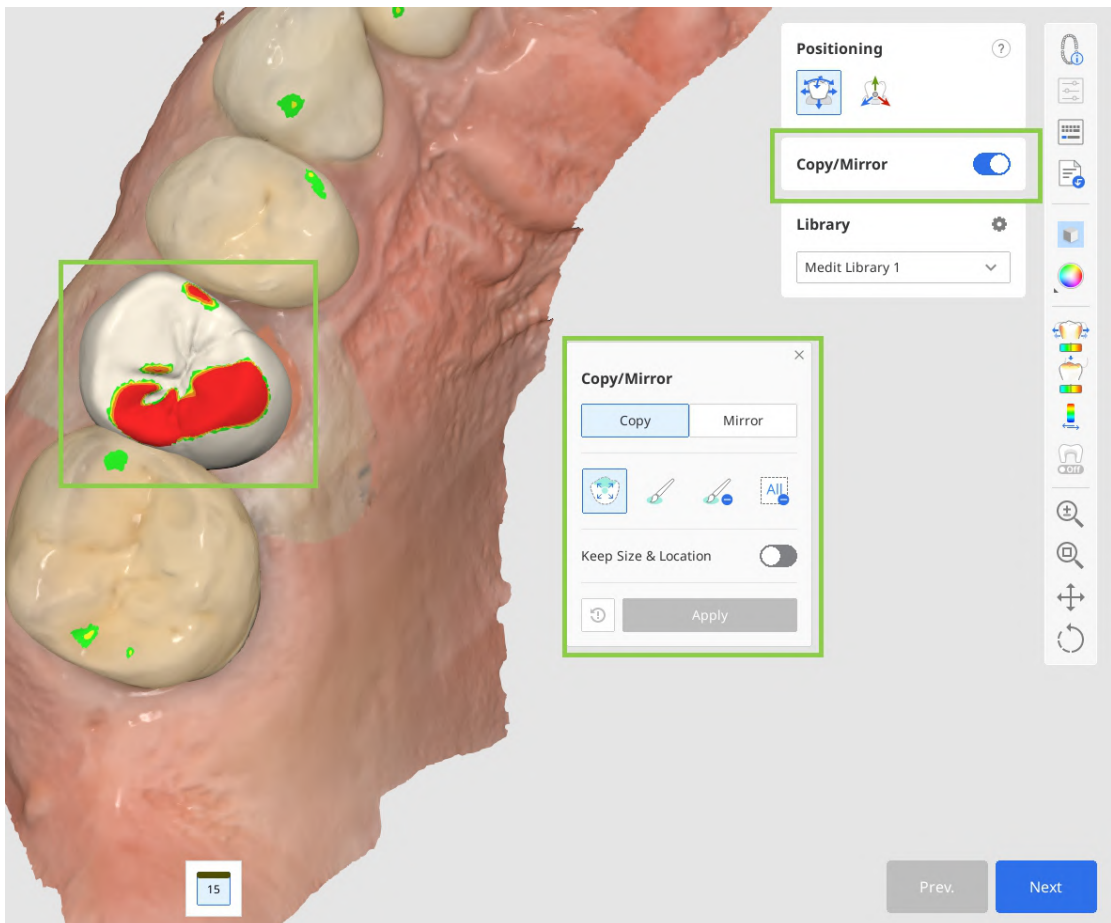 Positioning
?
Copy/Mirror
Library
Medit Library 1
Copy/Mirror
Copy Mirror
All
Keep Size & Location
Apply
Off
15
Prev. Next